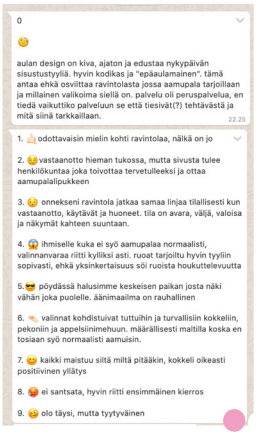 0
🧐
aulan design on kiva, ajaton ja edustaa nykypäivän
sisustustyyliä. hyvin kodikas ja "epäaulamainen". tämä
antaa ehkä osviittaa ravintolasta jossa aamupala tarjoillaan
ja millainen valikoima siellä on. palvelu oli peruspalvelua, en
tiedä vaikuttiko palveluun se että tiesivät(?) tehtävästä ja
mitä siinä tarkkaillaan.
22.25
1. odottavaisin mielin kohti ravintolaa, nälkä on jo
2. 😊vastaanotto hieman tukossa, mutta sivusta tulee
henkilökuntaa joka toivottaa tervetulleeksi ja ottaa
aamupalalipukkeen
3. 😌 onnekseni ravintola jatkaa samaa linjaa tilallisesti kun
vastaanotto, käytävät ja huoneet. tila on avara, väljä, valoisa
ja näkymät kahteen suuntaan.
4. 😱 ihmiselle kuka ei syö aamupalaa normaalisti,
valinnanvaraa riitti kylliksi asti. ruoat tarjoiltu hyvin tyyliin
sopivasti, ehkä yksinkertaisuus söi ruoista houkuttelevuutta
5.😎 pöydässä halusimme keskeisen paikan josta näki
vähän joka puolelle. äänimaailma on rauhallinen
6. valinnat kohdistuivat tuttuihin ja turvallisiin kokkeliin,
pekoniin ja appelsiinimehuun. määrällisesti maltilla koska en
tosiaan syö normaalisti aamuisin.
7. 😊 kaikki maistuu siltä miltä pitääkin, kokkeli oikeasti
positiivinen yllätys
8. 🥵 ei santsata, hyvin riitti ensimmäinen kierros
9. 😊 olo täysi, mutta tyytyväinen